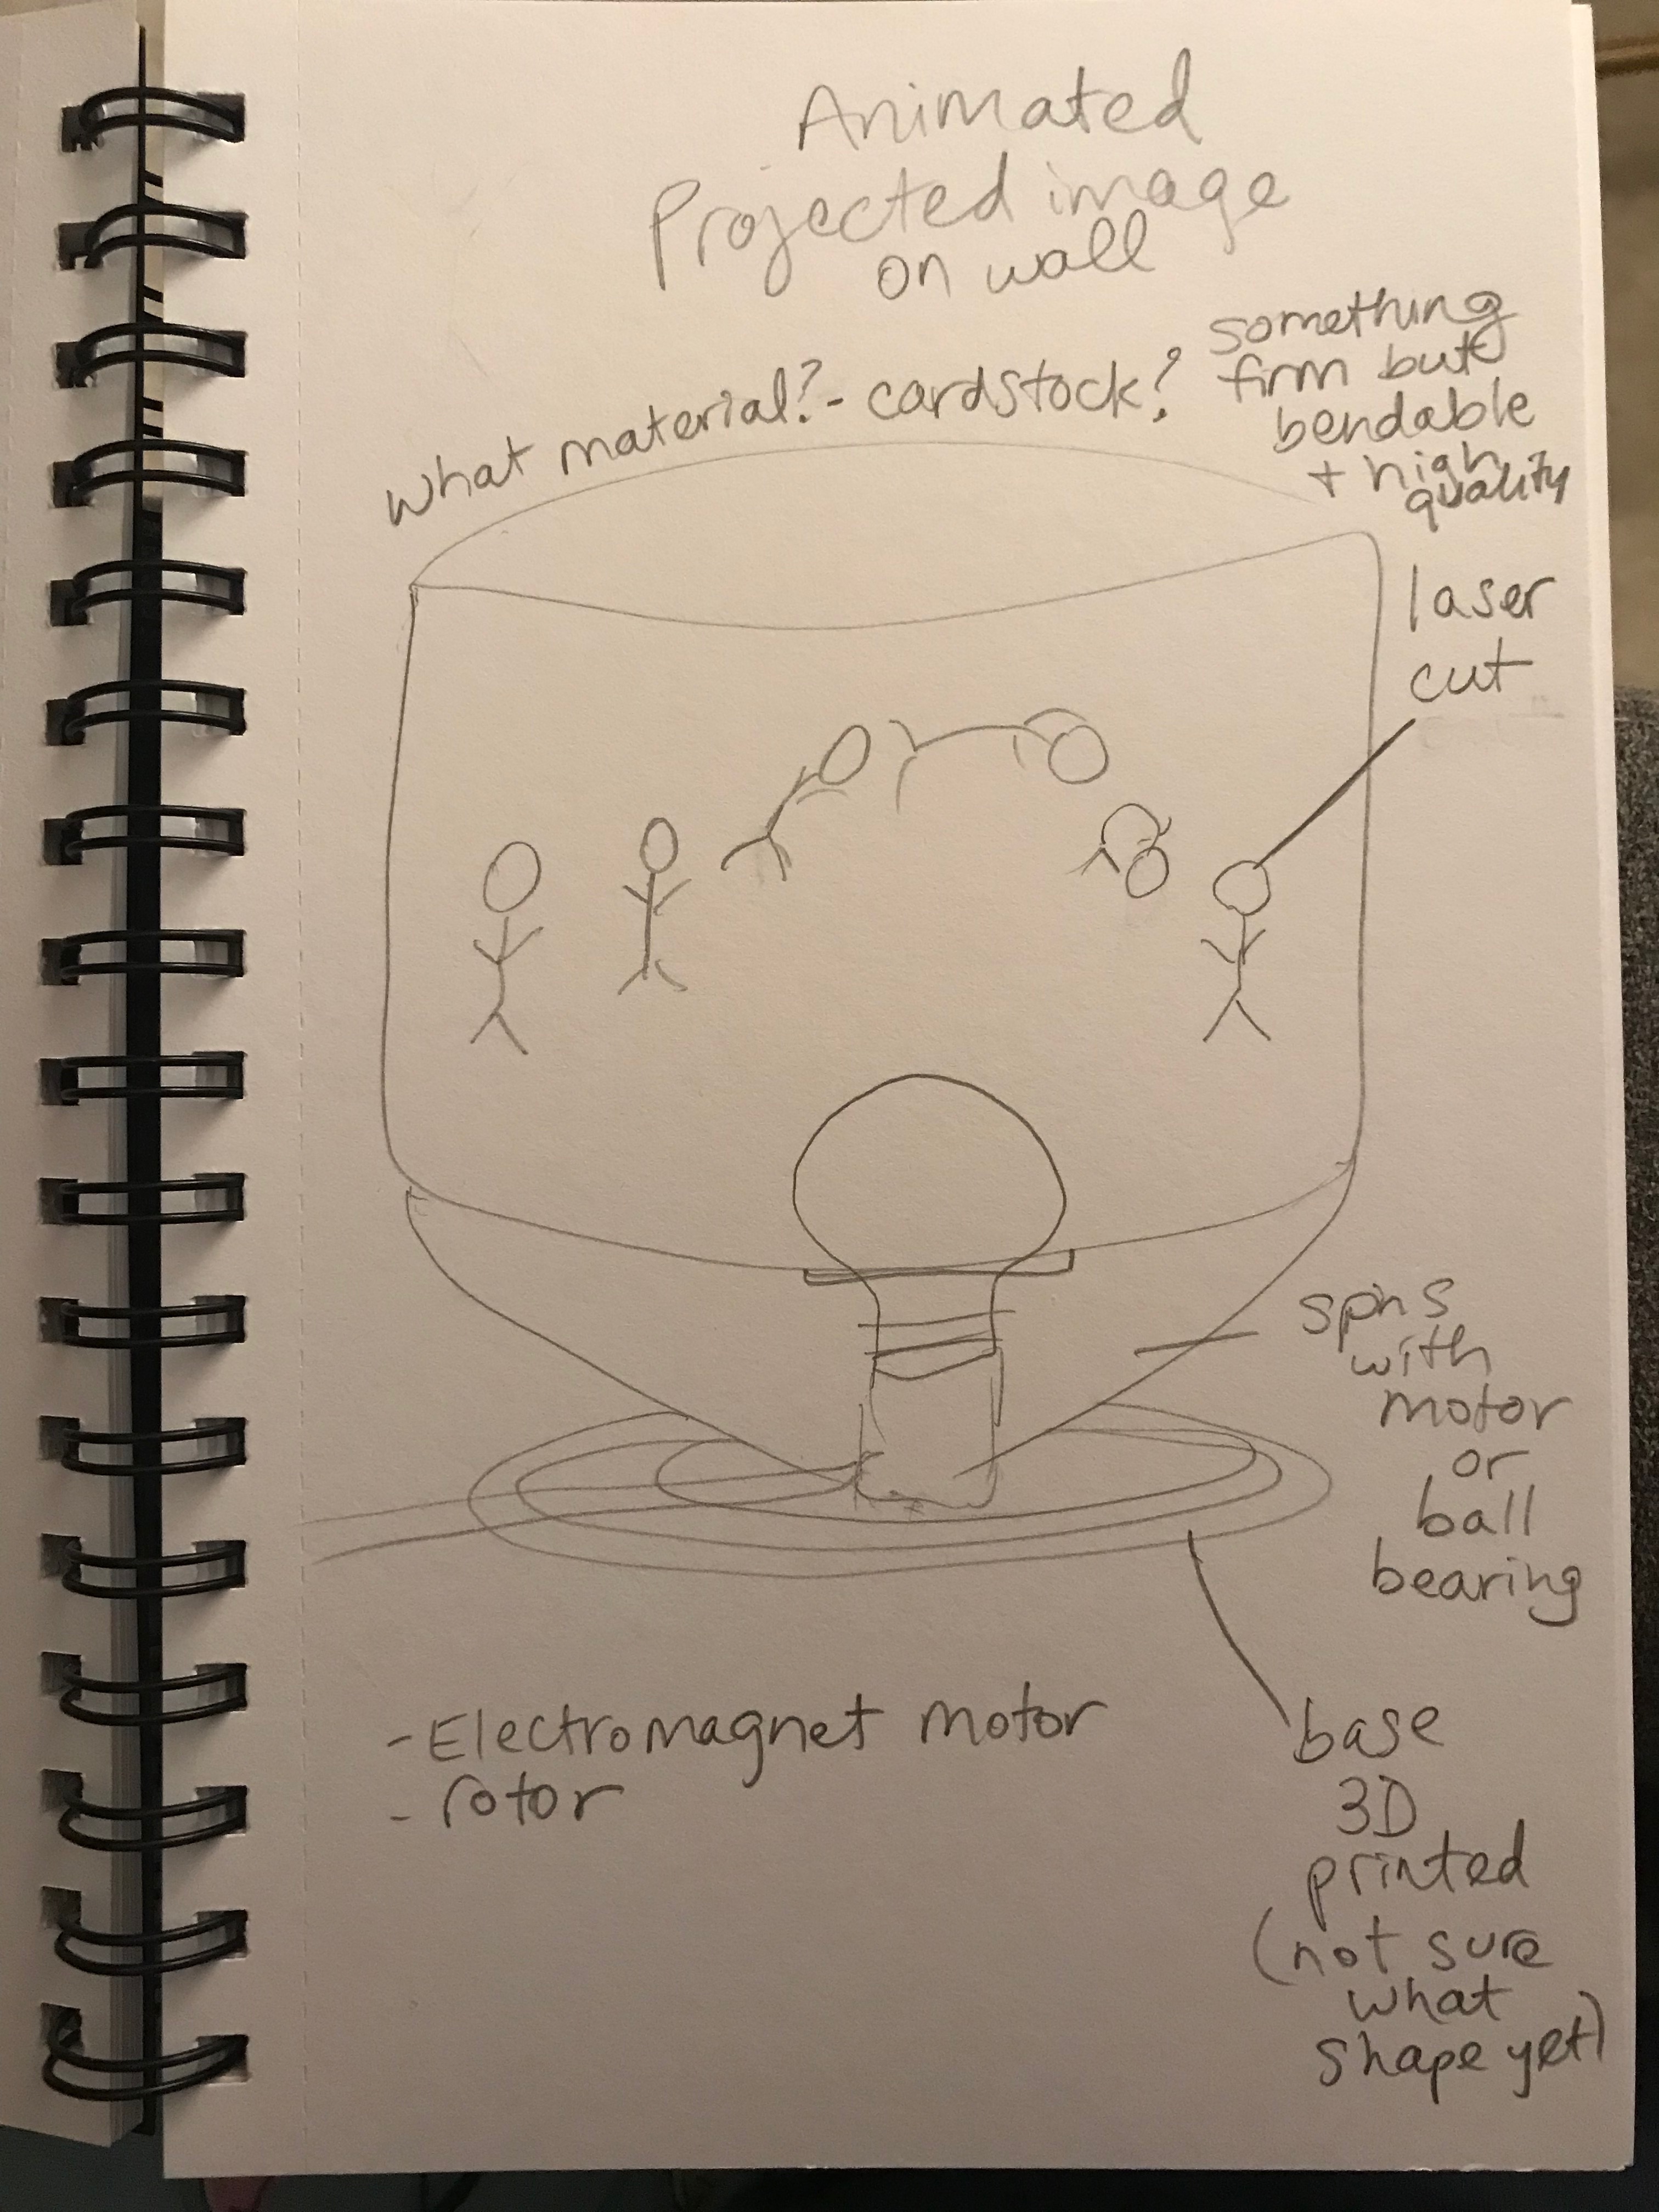 Animated
Projected image
on wall
What material? - cardstock?
something
firm but
bendable
+ high
quality
laser
cut
spins
with
motor
or
ball
bearing
- Electromagnet motor
- rotor
base
3D
printed
(not sure
what
shape yet)